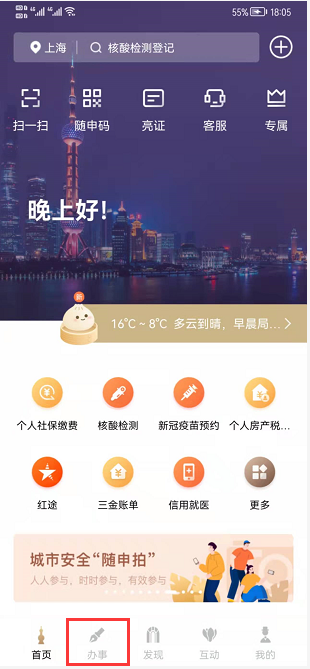 55% 18:05
上海 核酸检测登记
扫一扫 随申码 亮证 客服 专属
晚上好!
新
16℃~8℃ 多云到晴，早晨局...
个人社保缴费 核酸检测 新冠疫苗预约 个人房产税...
红途 三金账单 信用就医 更多
城市安全“随申拍”
人人参与，时时参与，有效参与
首页 办事 发现 互动 我的